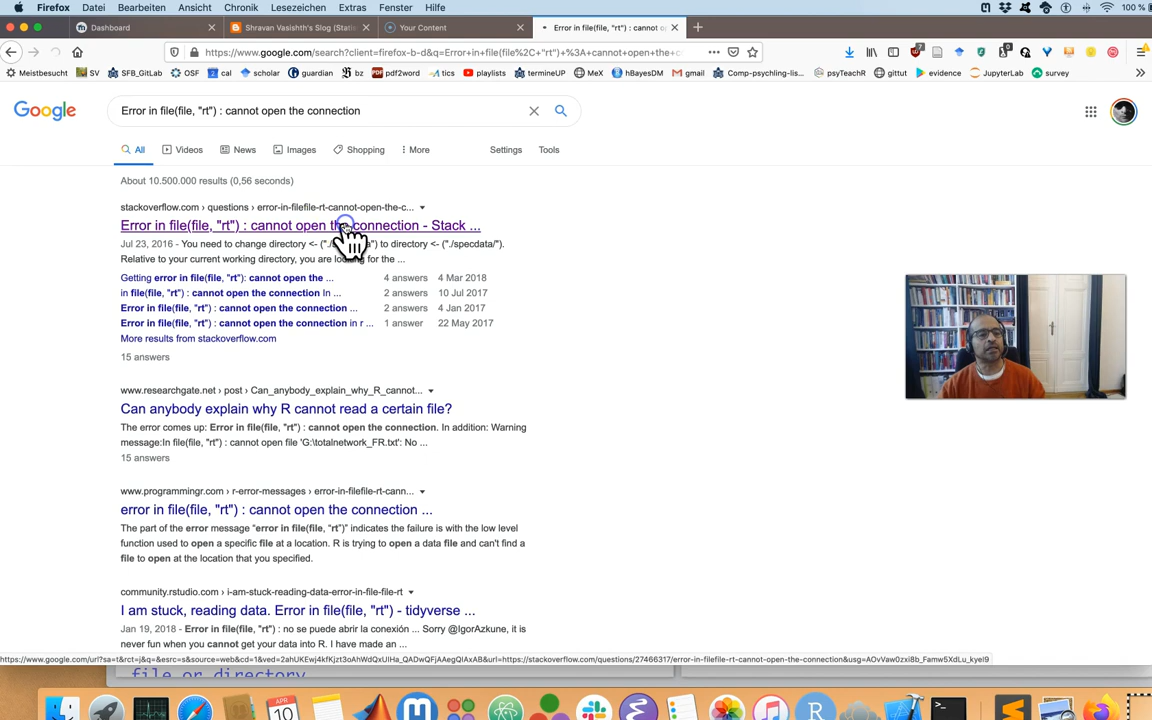 Firefox Datei Bearbeiten Ansicht Chronik Lesezeichen Extras Fenster Hilfe 100 %
Dashboard
Shravan Vasishth's Slog (Stati
Your Content
Error in file(file, "rt") : cannot o
https://www.google.com/search?client=firefox-b-d&q=Error+in+file(file%2C+"rt")+%3A+cannot+open+the+c
Meistbesucht SV SFB_GitLab OSF cal scholar guardian bz pdf2word tics playlists termineUP MeX hBayesDM gmail Comp-psychling-lis... psyTeachR gittut evidence JupyterLab survey
Google
Error in file(file, "rt") : cannot open the connection
All Videos News Images Shopping More Settings Tools
About 10.500.000 results (0,56 seconds)
stackoverflow.com › questions › error-in-filefile-rt-cannot-open-the-c...
Error in file(file, "rt") : cannot open the connection - Stack ...
Jul 23, 2016 - You need to change directory <- ("./ a") to directory <- ("./specdata/").
Relative to your current working directory, you are looking for the ...
Getting error in file(file, "rt"): cannot open the ... 4 answers 4 Mar 2018
in file(file, "rt") : cannot open the connection In ... 2 answers 10 Jul 2017
Error in file(file, "rt") : cannot open the connection ... 2 answers 4 Jan 2017
Error in file(file, "rt") : cannot open the connection in r ... 1 answer 22 May 2017
More results from stackoverflow.com
15 answers
www.researchgate.net › post › Can_anybody_explain_why_R_cannot...
Can anybody explain why R cannot read a certain file?
The error comes up: Error in file(file, "rt") : cannot open the connection. In addition: Warning
message:In file(file, "rt") : cannot open file 'G:\totalnetwork_FR.txt': No ...
15 answers
www.programmingr.com › r-error-messages › error-in-filefile-rt-cann...
error in file(file, "rt") : cannot open the connection ...
The part of the error message "error in file(file, "rt")" indicates the failure is with the low level
function used to open a specific file at a location. R is trying to open a data file and can't find a
file to open at the location that you specified.
community.rstudio.com › i-am-stuck-reading-data-error-in-file-file-rt
I am stuck, reading data. Error in file(file, "rt") - tidyverse ...
Jan 19, 2018 - Error in file(file, "rt") : no se puede abrir la conexión ... Sorry @IgorAzkune, it is
never fun when you cannot get your data into R. I have made an ...
file or directory
APR
10